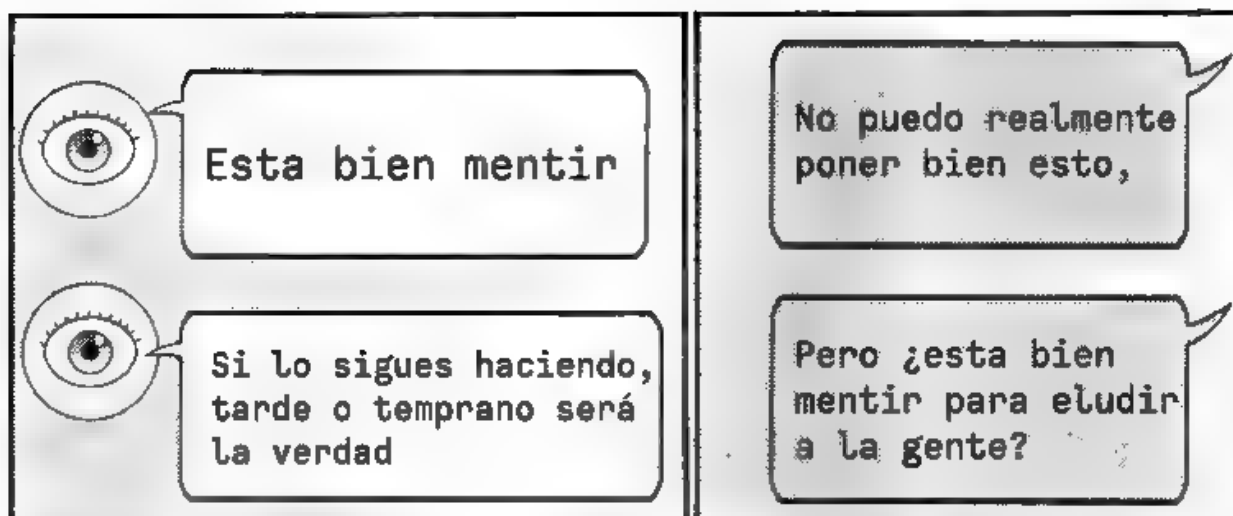 No puedo realmente
poner bien esto,
Pero ¿esta bien
mentir para eludir
a la gente?
Esta bien mentir
Si lo sigues haciendo,
tarde o temprano será
la verdad